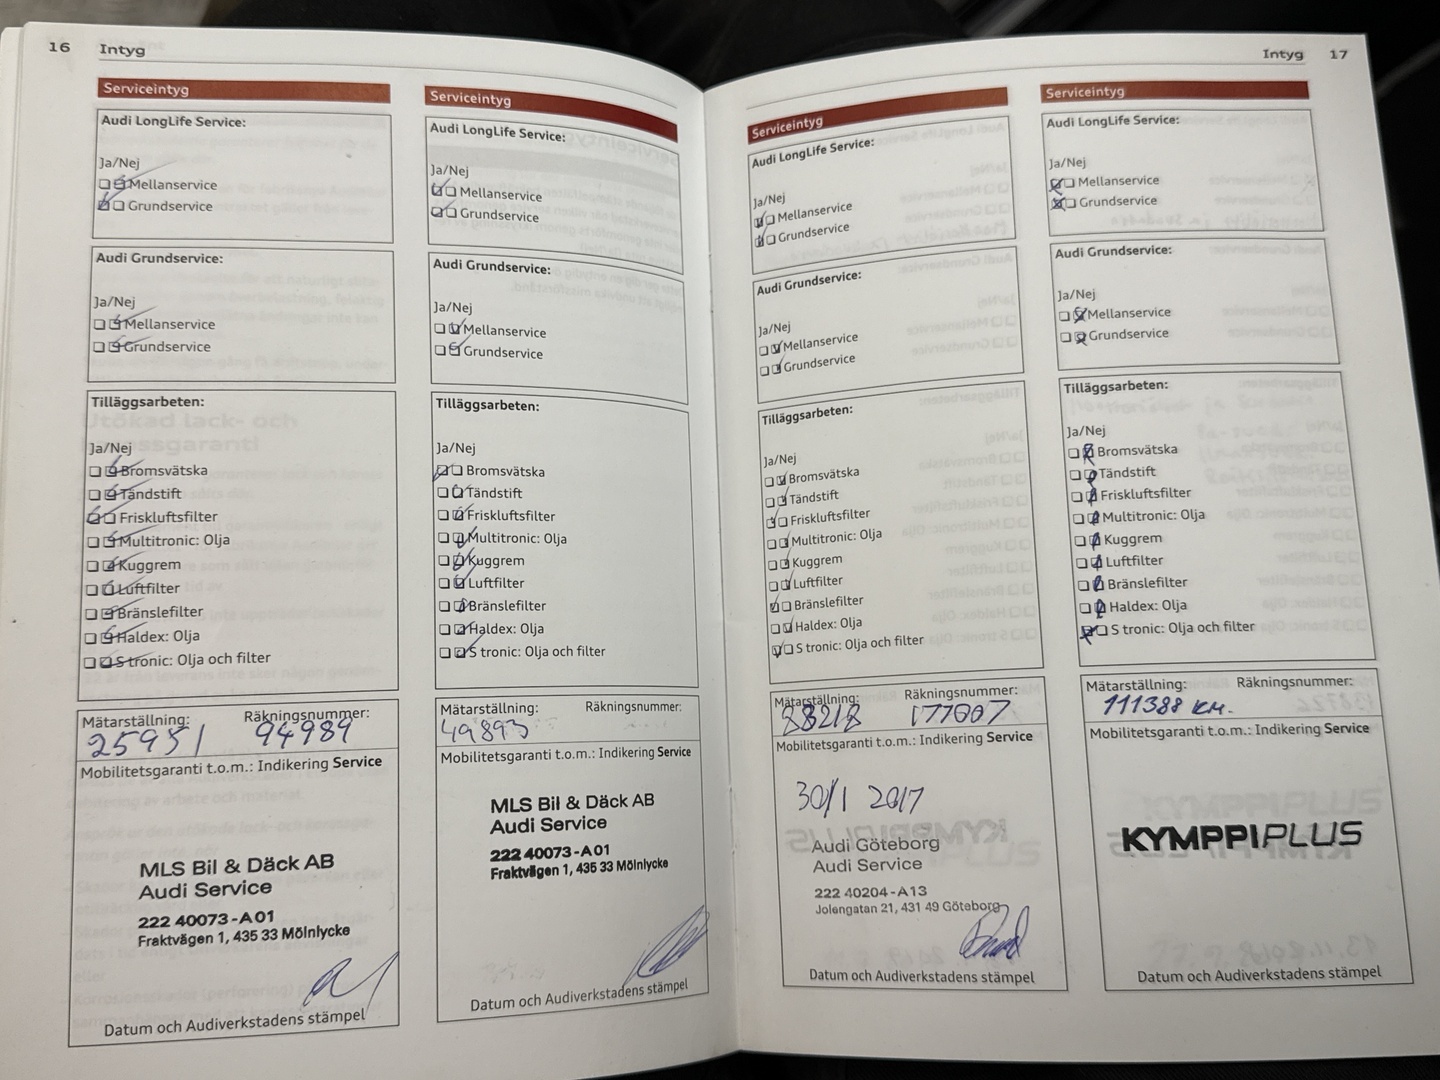 16 Intyg
Serviceintyg
Audi LongLife Service:
Ja/Nej
Mellanservice
Grundservice
Audi Grundservice:
Ja/Nej
Mellanservice
Grundservice
Tilläggsarbeten:
Ja/Nej
Bromsvätska
Tändstift
Friskluftsfilter
Multitronic: Olja
Kuggrem
Luftfilter
Bränslefilter
Haldex: Olja
S tronic: Olja och filter
Mätarställning: Räkningsnummer:
25951 94989
Mobilitetsgaranti t.o.m.: Indikering Service
MLS Bil & Däck AB
Audi Service
222 40073-A01
Fraktvägen 1, 435 33 Mölnlycke
Datum och Audiverkstadens stämpel
Serviceintyg
Audi LongLife Service:
Ja/Nej
Mellanservice
Grundservice
Audi Grundservice:
Ja/Nej
Mellanservice
Grundservice
Tilläggsarbeten:
Ja/Nej
Bromsvätska
Tändstift
Friskluftsfilter
Multitronic: Olja
Kuggrem
Luftfilter
Bränslefilter
Haldex: Olja
S tronic: Olja och filter
Mätarställning: Räkningsnummer:
49893
Mobilitetsgaranti t.o.m.: Indikering Service
MLS Bil & Däck AB
Audi Service
222 40073-A01
Fraktvägen 1, 435 33 Mölnlycke
Datum och Audiverkstadens stämpel
Intyg 17
Serviceintyg
Audi LongLife Service:
Ja/Nej
Mellanservice
Grundservice
Audi Grundservice:
Ja/Nej
Mellanservice
Grundservice
Tilläggsarbeten:
Ja/Nej
Bromsvätska
Tändstift
Friskluftsfilter
Multitronic: Olja
Kuggrem
Luftfilter
Bränslefilter
Haldex: Olja
S tronic: Olja och filter
Mätarställning: Räkningsnummer:
88218 177007
Mobilitetsgaranti t.o.m.: Indikering Service
30/1 2017
Audi Göteborg
Audi Service
222 40204-A13
Jolengatan 21, 431 49 Göteborg
Datum och Audiverkstadens stämpel
Serviceintyg
Audi LongLife Service:
Ja/Nej
Mellanservice
Grundservice
Audi Grundservice:
Ja/Nej
Mellanservice
Grundservice
Tilläggsarbeten:
Ja/Nej
Bromsvätska
Tändstift
Friskluftsfilter
Multitronic: Olja
Kuggrem
Luftfilter
Bränslefilter
Haldex: Olja
S tronic: Olja och filter
Mätarställning: Räkningsnummer:
111388 KM.
Mobilitetsgaranti t.o.m.: Indikering Service
KYMPPIPLUS
Datum och Audiverkstadens stämpel